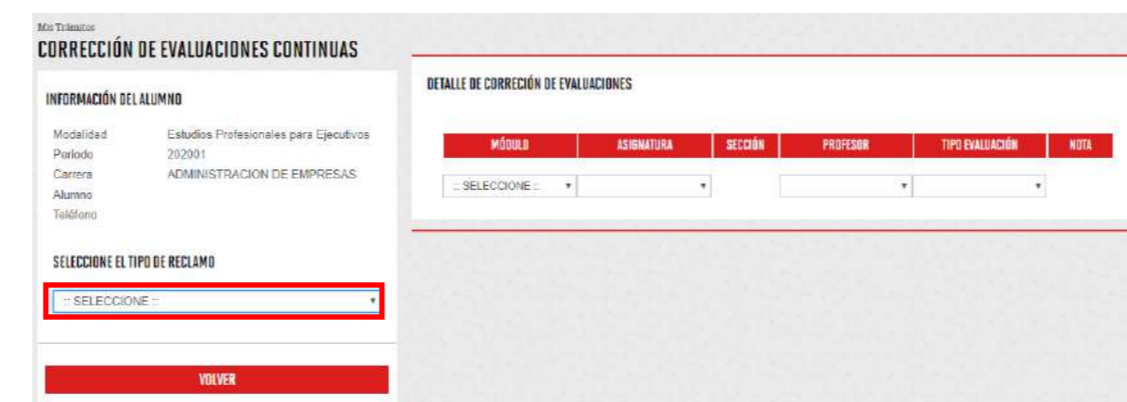 Mis Trámites
CORRECCIÓN DE EVALUACIONES CONTINUAS
INFORMACIÓN DEL ALUMNO
Modalidad Estudios Profesionales para Ejecutivos
Periodo 202001
Carrera ADMINISTRACION DE EMPRESAS
Alumno
Teléfono
SELECCIONE EL TIPO DE RECLAMO
:: SELECCIONE ::
VOLVER
DETALLE DE CORRECIÓN DE EVALUACIONES
MÓDULO ASIGNATURA SECCIÓN PROFESOR TIPO EVALUACIÓN NOTA
:: SELECCIONE ::